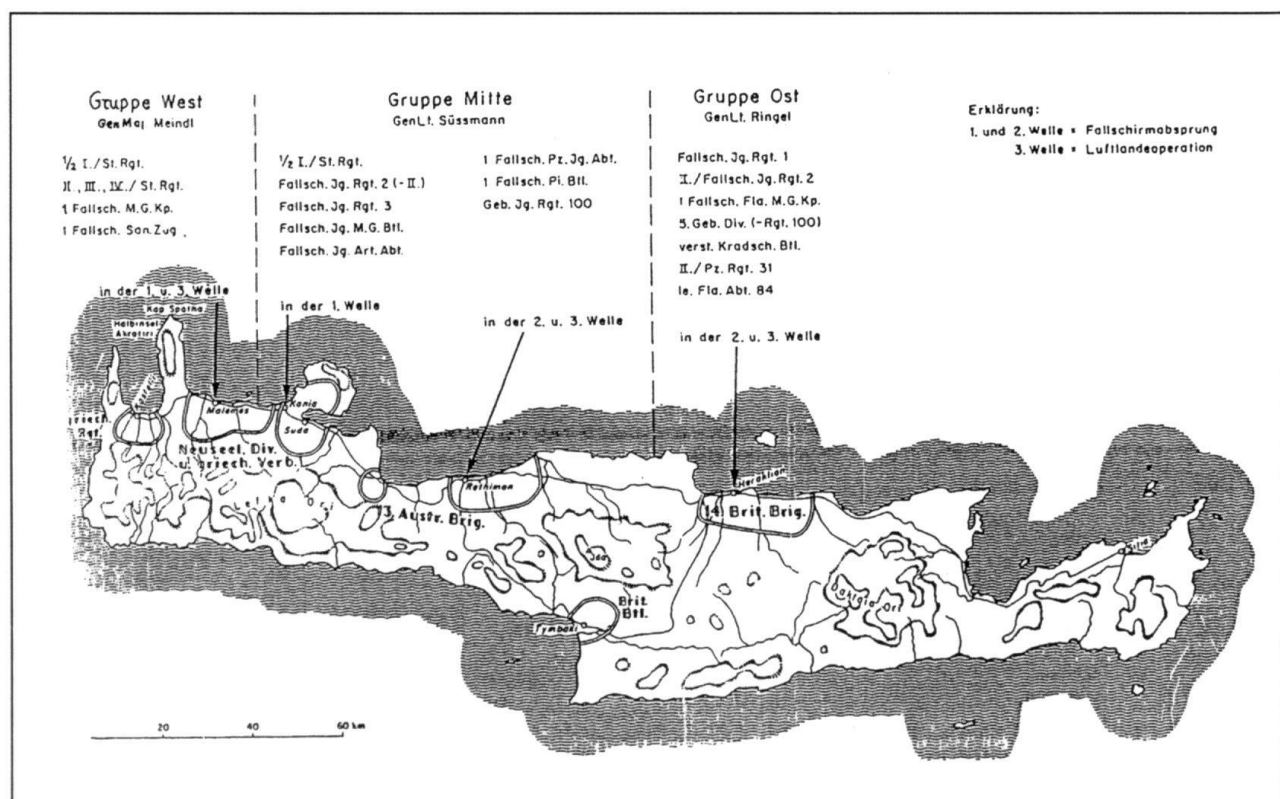 Gruppe West
GenMaj Meindl
½ I./St. Rgt.
II., III., IV./ St. Rgt.
1 Fallsch. M.G. Kp.
1 Fallsch. San. Zug
Gruppe Mitte
GenLt. Süssmann
½ I./St. Rgt.
Fallsch. Jg. Rgt. 2 (-II.)
Fallsch. Jg. Rgt. 3
Fallsch. Jg. M.G. Btl.
Fallsch. Jg. Art. Abt.
1 Fallsch. Pz. Jg. Abt.
1 Fallsch. Pi. Btl.
Geb. Jg. Rgt. 100
Gruppe Ost
GenLt. Ringel
Fallsch. Jg. Rgt. 1
II./Fallsch. Jg. Rgt. 2
1 Fallsch. Fla. M.G. Kp.
5. Geb. Div. (-Rgt. 100)
verst. Kradsch. Btl.
II./ Pz. Rgt. 31
le. Fla. Abt. 84
Erklärung:
1. und 2. Welle = Fallschirmabsprung
3. Welle = Luftlandeoperation
in der 1. u. 3. Welle
in der 1. Welle
in der 2. u. 3. Welle
in der 2. u. 3. Welle
Kap Spatha
Halbinsel
Akrotiri
Kastelli
griech.
Rgt.
Malemes
Kania
Suda
Neuseel. Div.
u. griech. Verb.
Rethimon
Austr. Brig.
Heraklion
14. Brit. Brig.
Ida
Brit.
Btl.
Tymbaki
Sitia
20
40
60 km